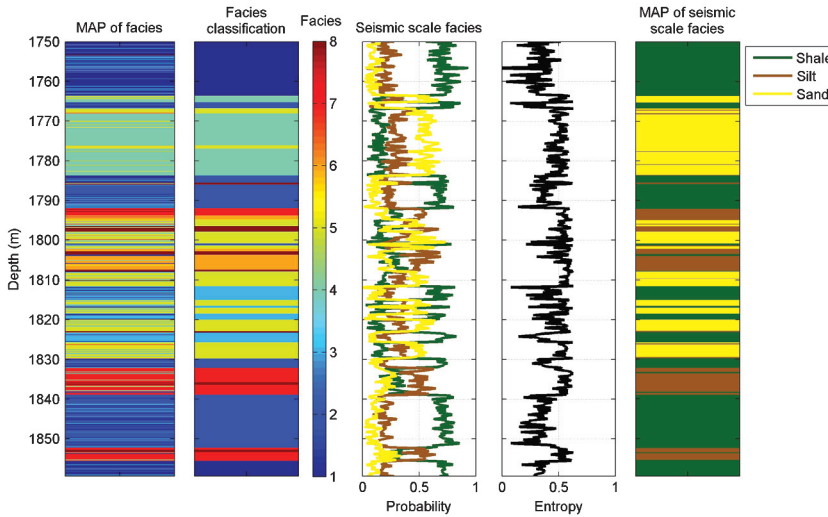 MAP of facies
Facies
classification
Facies
Seismic scale facies
MAP of seismic
scale facies
Depth (m)
1750
1760
1770
1780
1790
1800
1810
1820
1830
1840
1850
8
7
6
5
4
3
2
1
0
0.5
1
Probability
0
0.5
1
Entropy
Shale
Silt
Sand